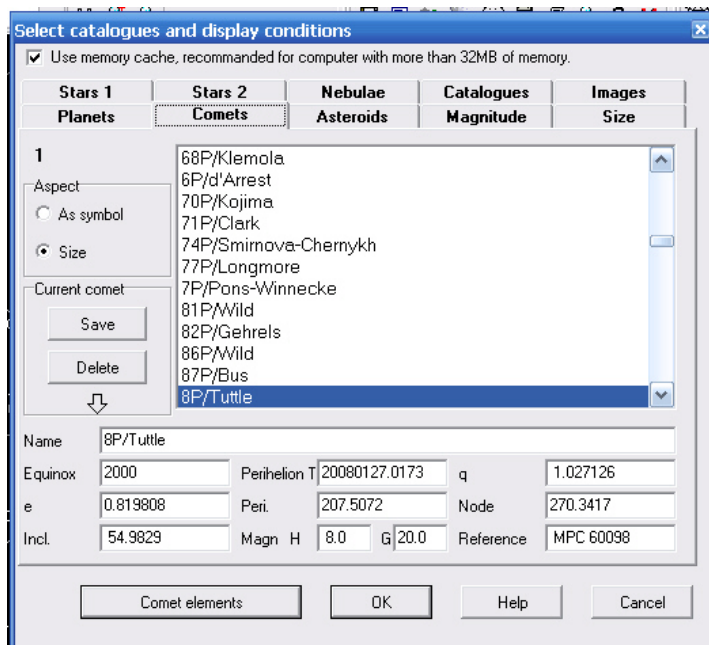 Select catalogues and display conditions
Use memory cache, recommanded for computer with more than 32MB of memory.
Stars 1 Stars 2 Nebulae Catalogues Images
Planets Comets Asteroids Magnitude Size
1
Aspect
As symbol
Size
Current comet
Save
Delete
68P/Klemola
6P/d'Arrest
70P/Kojima
71P/Clark
74P/Smirnova-Chernykh
77P/Longmore
7P/Pons-Winnecke
81P/Wild
82P/Gehrels
86P/Wild
87P/Bus
8P/Tuttle
Name 8P/Tuttle
Equinox 2000 Perihelion T 20080127.0173 q 1.027126
e 0.819808 Peri. 207.5072 Node 270.3417
Incl. 54.9829 Magn H 8.0 G 20.0 Reference MPC 60098
Comet elements OK Help Cancel